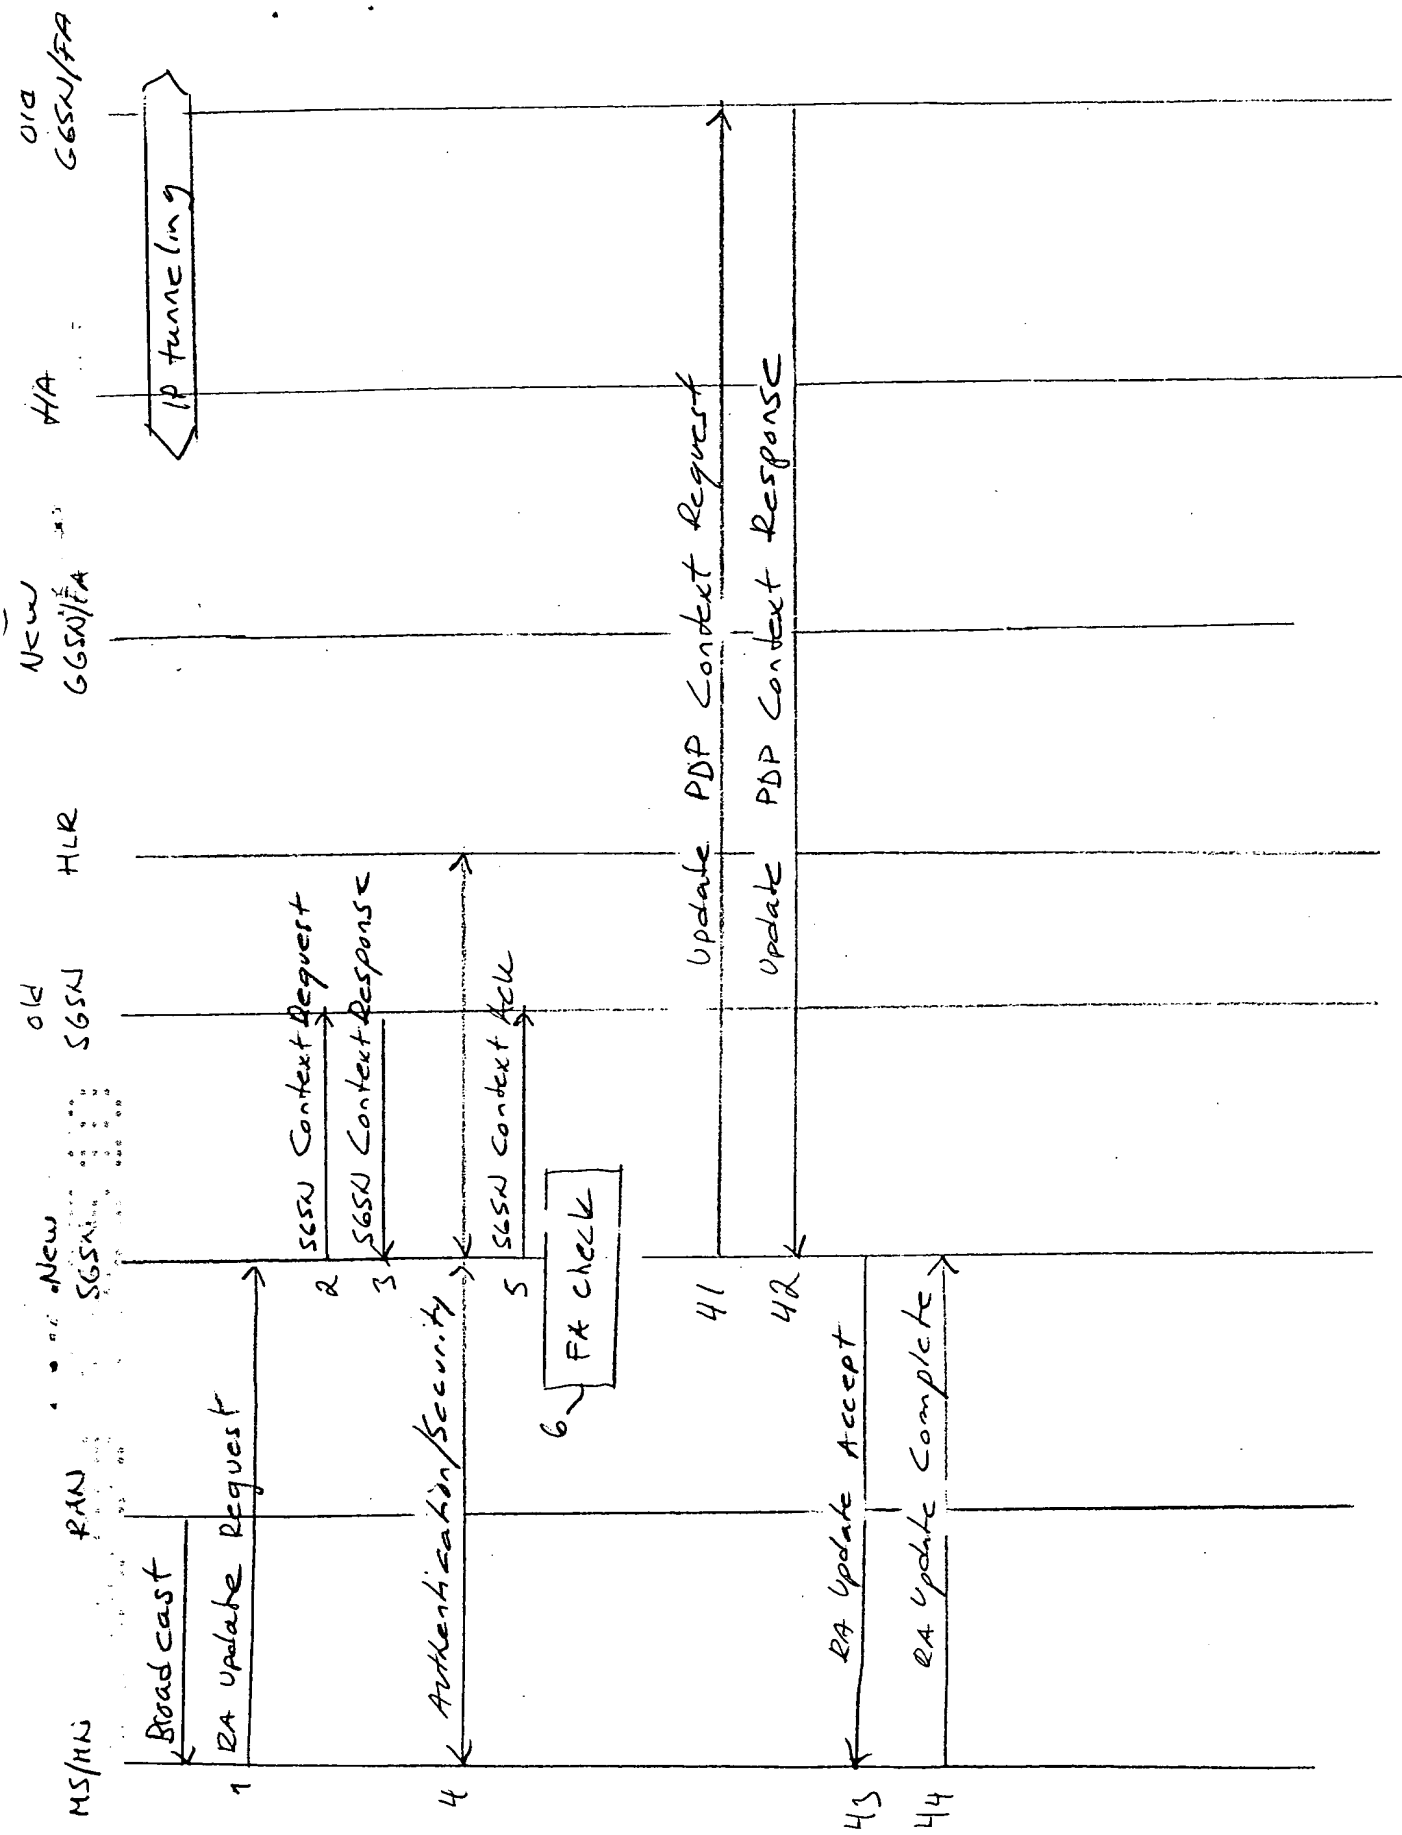 MS/MN
RAN
New
SGSN
old
SGSN
HLR
New
GGSN/FA
HA
old
GGSN/FA
Broadcast
IP tunneling
1
RA Update Request
2
SGSN Context Request
3
SGSN Context Response
4
Authentication/Security
5
SGSN Context Ack
6
FA check
41
Update PDP Context Request
42
Update PDP Context Response
43
RA Update Accept
44
RA Update Complete